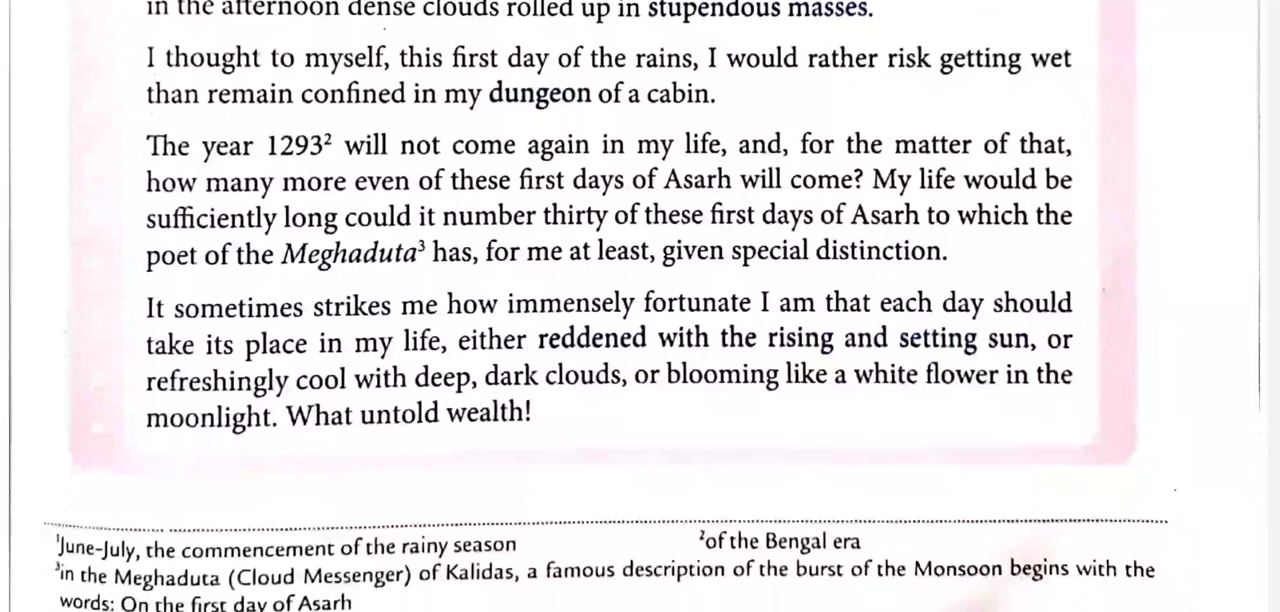 in the afternoon dense clouds rolled up in stupendous masses.
I thought to myself, this first day of the rains, I would rather risk getting wet
than remain confined in my dungeon of a cabin.
The year 1293² will not come again in my life, and, for the matter of that,
how many more even of these first days of Asarh will come? My life would be
sufficiently long could it number thirty of these first days of Asarh to which the
poet of the Meghaduta³ has, for me at least, given special distinction.
It sometimes strikes me how immensely fortunate I am that each day should
take its place in my life, either reddened with the rising and setting sun, or
refreshingly cool with deep, dark clouds, or blooming like a white flower in the
moonlight. What untold wealth!
¹June-July, the commencement of the rainy season ²of the Bengal era
³in the Meghaduta (Cloud Messenger) of Kalidas, a famous description of the burst of the Monsoon begins with the
words: On the first day of Asarh